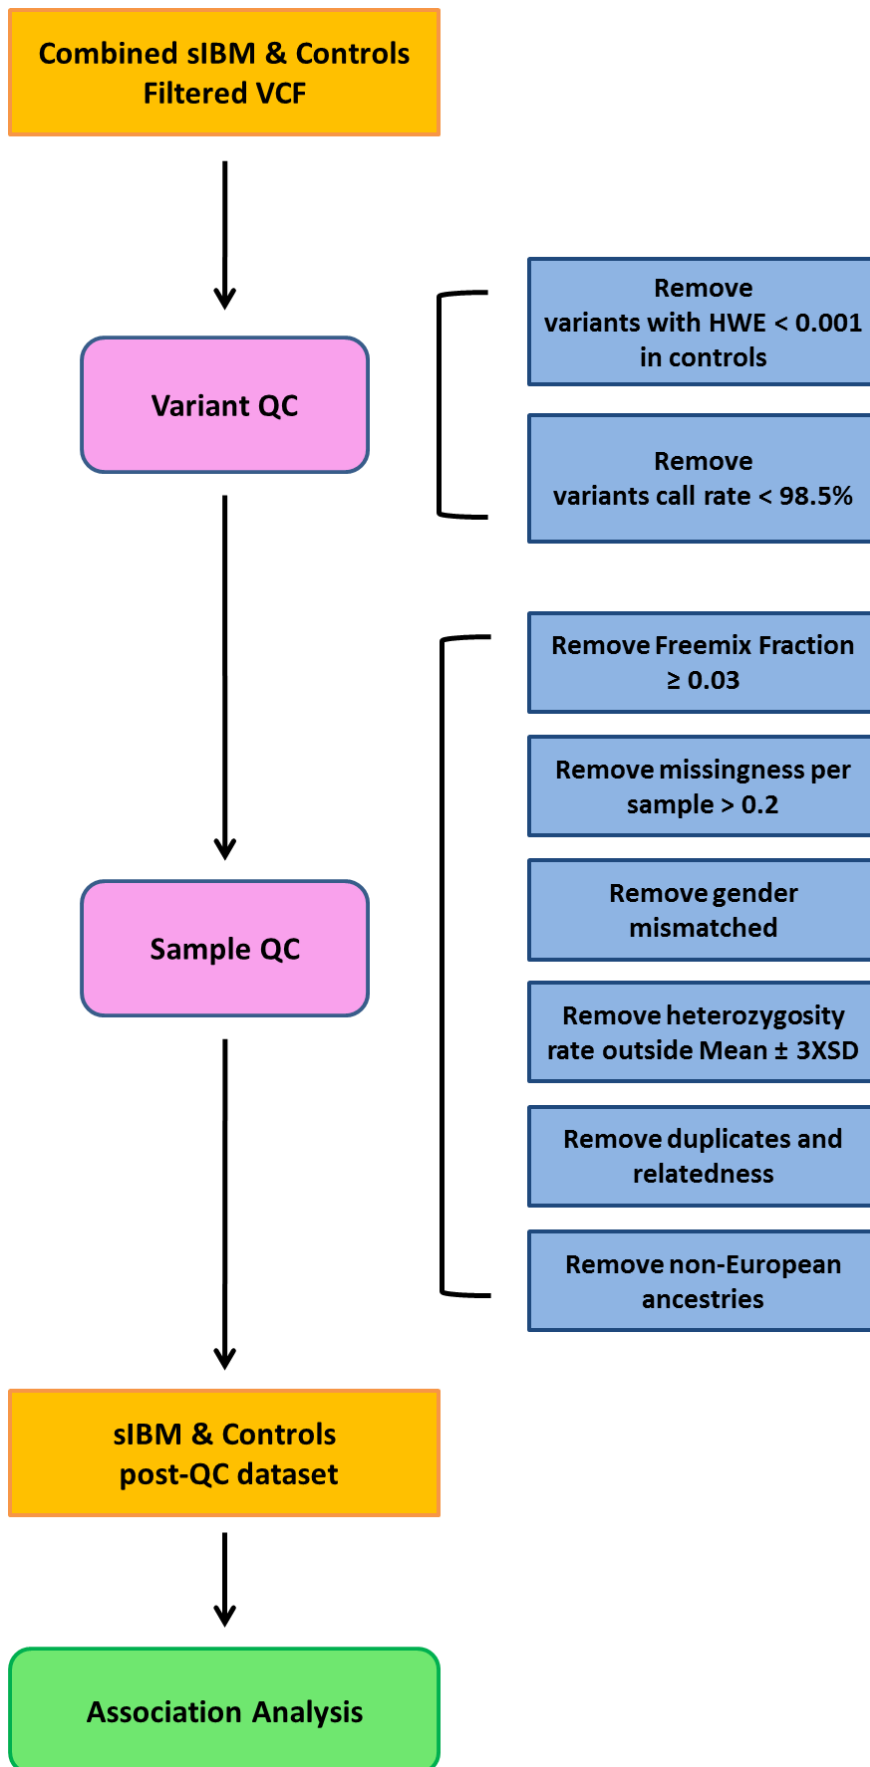 Combined sIBM & Controls
Filtered VCF
Variant QC
Remove
variants with HWE < 0.001
in controls
Remove
variants call rate < 98.5%
Sample QC
Remove Freemix Fraction
≥ 0.03
Remove missingness per
sample > 0.2
Remove gender
mismatched
Remove heterozygosity
rate outside Mean ± 3XSD
Remove duplicates and
relatedness
Remove non-European
ancestries
sIBM & Controls
post-QC dataset
Association Analysis